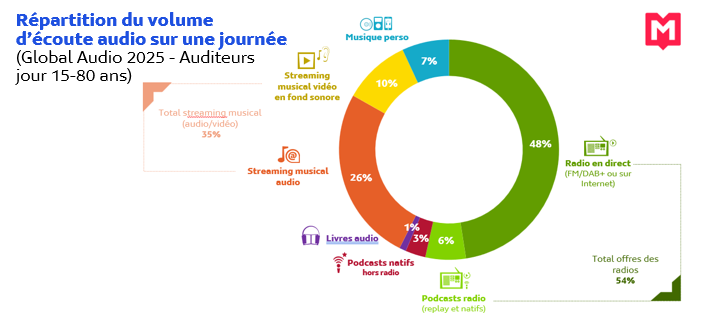 Répartition du volume
d'écoute audio sur une journée
(Global Audio 2025 - Auditeurs
jour 15-80 ans)
M
Musique perso
7%
Streaming
musical vidéo
en fond sonore
10%
Total streaming musical
(audio/vidéo)
35%
48%
Radio en direct
(FM/DAB+ ou sur
Internet)
Streaming musical
audio
26%
Livres audio
1%
Podcasts natifs
hors radio
3%
6%
Podcasts radio
(replay et natifs)
Total offres des
radios
54%